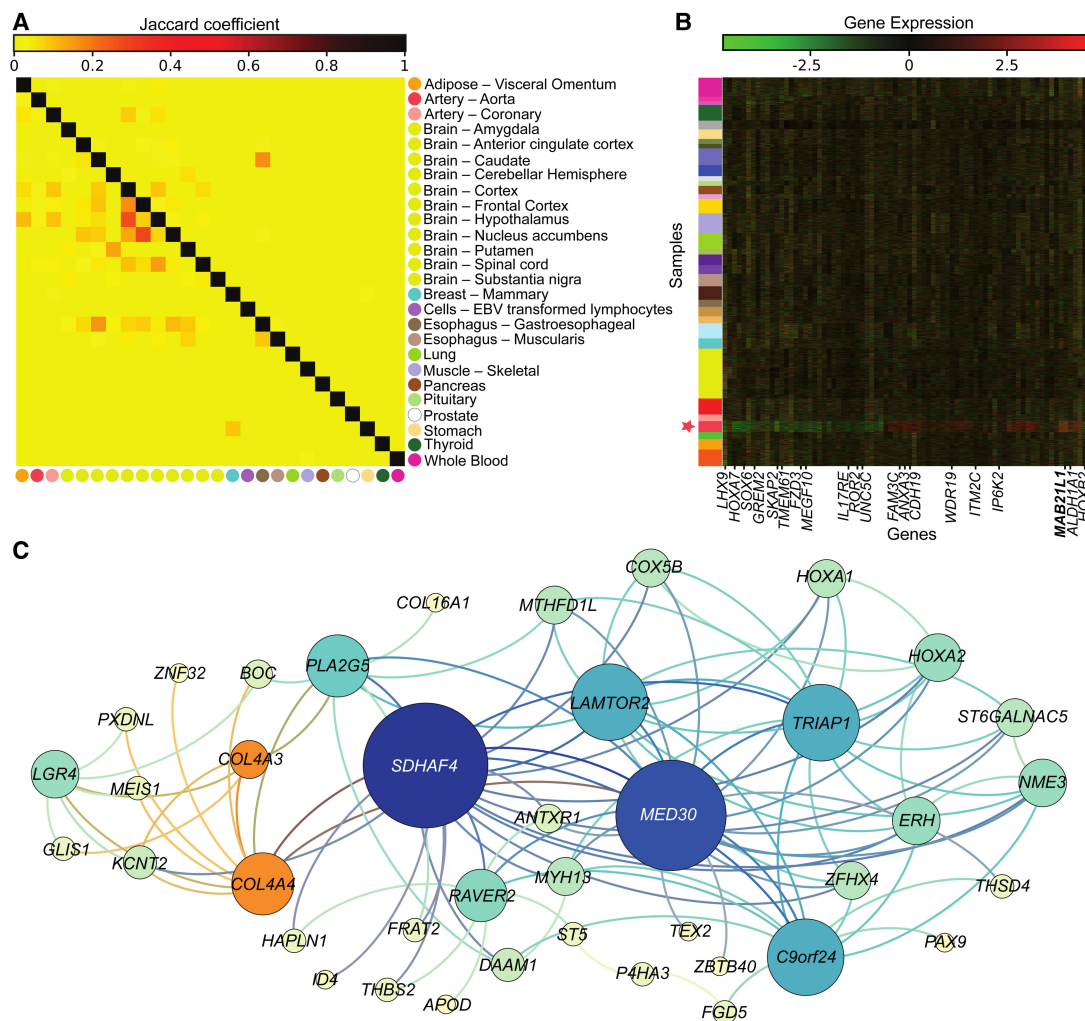 A
Jaccard coefficient
0 0.2 0.4 0.6 0.8 1
Adipose – Visceral Omentum
Artery – Aorta
Artery – Coronary
Brain – Amygdala
Brain – Anterior cingulate cortex
Brain – Caudate
Brain – Cerebellar Hemisphere
Brain – Cortex
Brain – Frontal Cortex
Brain – Hypothalamus
Brain – Nucleus accumbens
Brain – Putamen
Brain – Spinal cord
Brain – Substantia nigra
Breast – Mammary
Cells – EBV transformed lymphocytes
Esophagus – Gastroesophageal
Esophagus – Muscularis
Lung
Muscle – Skeletal
Pancreas
Pituitary
Prostate
Stomach
Thyroid
Whole Blood
B
Gene Expression
-2.5 0 2.5
Samples
LHX9
HOXA7
SOX6
GREM2
SKAP2
TMEM61
FZD3
MEGF10
IL17RE
ROR2
UNC5C
FAM3C
ANXA3
CDH19
WDR19
ITM2C
IP6K2
MAB21L1
ALDH1A1
HOXB2
Genes
C
COX5B
HOXA1
COL16A1
MTHFD1L
HOXA2
PLA2G5
ZNF32
BOC
LAMTOR2
PXDNL
ST6GALNAC5
TRIAP1
COL4A3
SDHAF4
LGR4
NME3
MEIS1
MED30
ANTXR1
ERH
GLIS1
KCNT2
COL4A4
MYH13
ZFHX4
THSD4
RAVER2
HAPLN1
FRAT2
ST5
TEX2
PAX9
C9orf24
DAAM1
ZBTB40
ID4
P4HA3
THBS2
APOD
FGD5